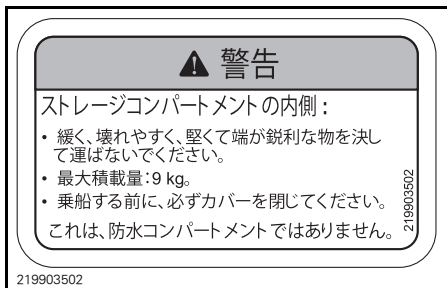 警告
ストレージコンパートメントの内側:
• 緩く、壊れやすく、堅くて端が鋭利な物を決し
て運ばないでください。
• 最大積載量:9 kg。
• 乗船する前に、必ずカバーを閉じてください。
これは、防水コンパートメントではありません。
219903502
219903502